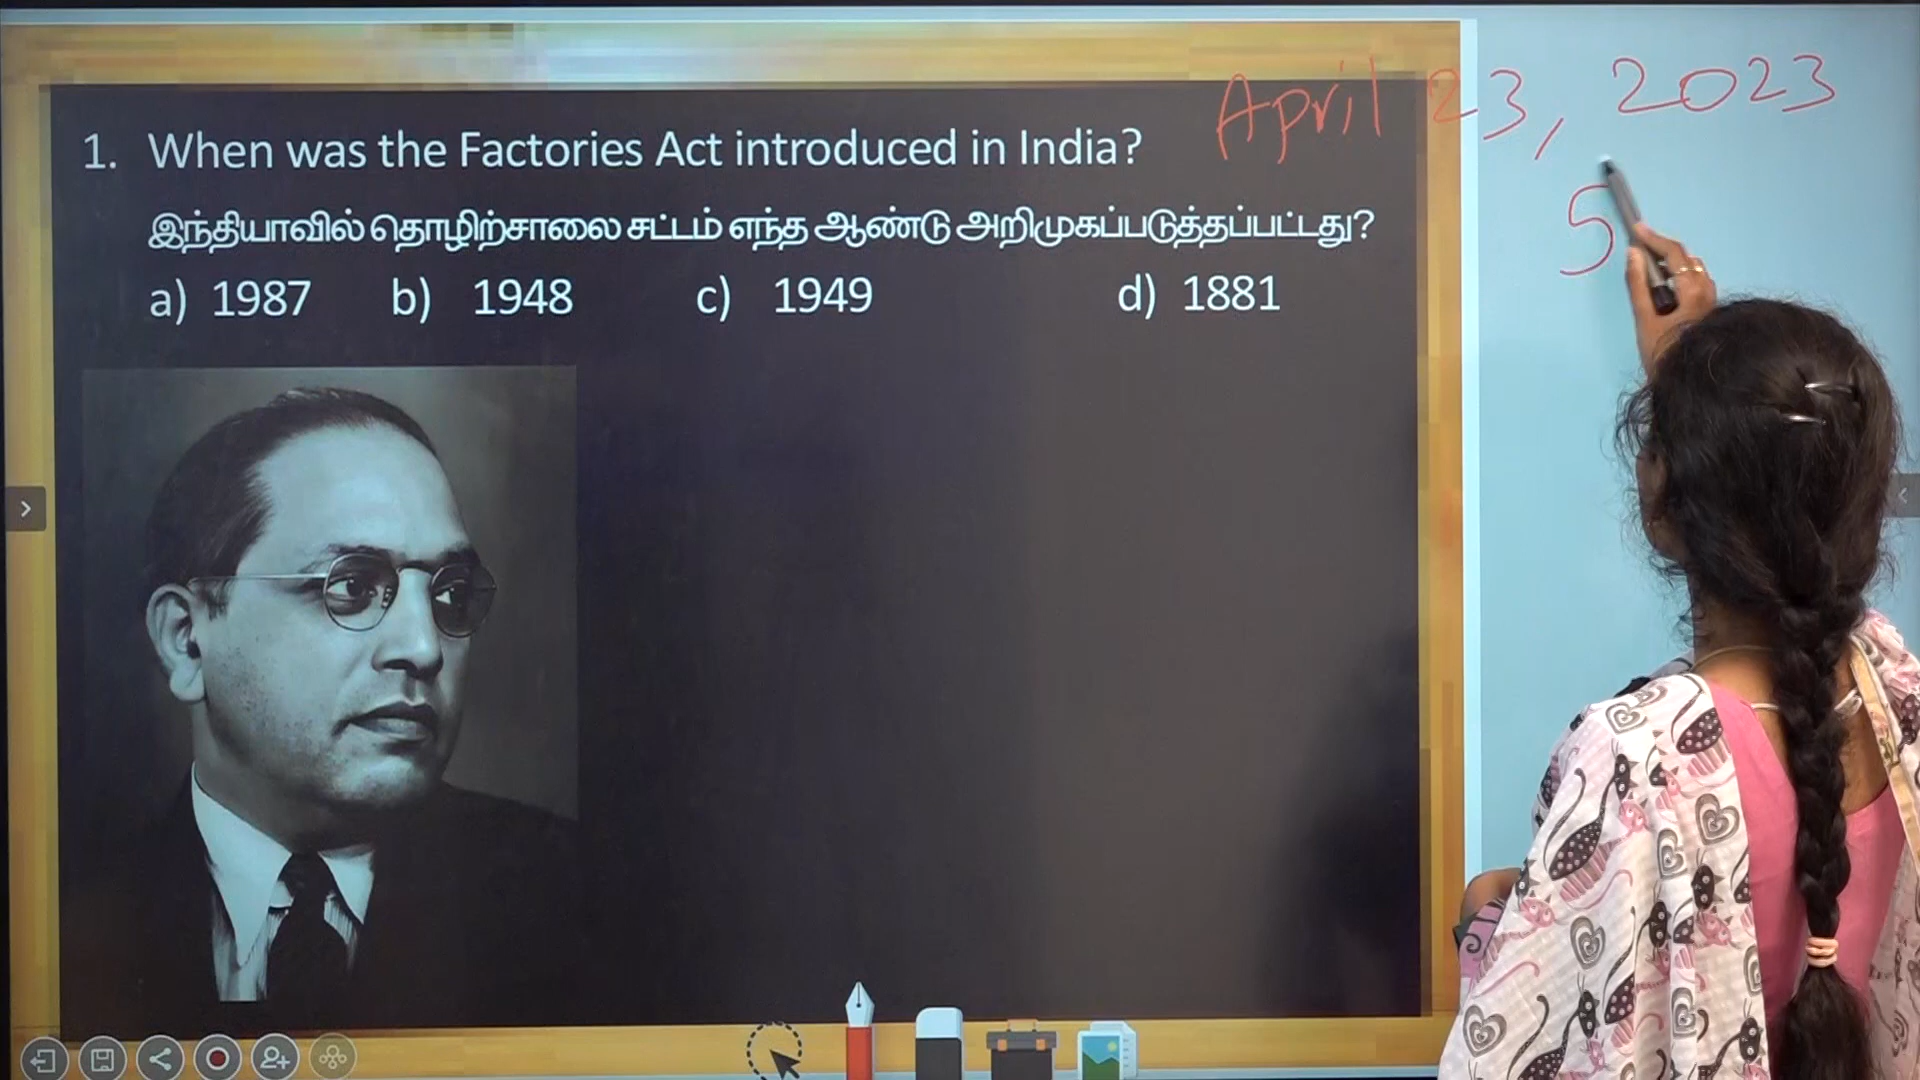 April 23, 2023
1. When was the Factories Act introduced in India?
இந்தியாவில் தொழிற்சாலை சட்டம் எந்த ஆண்டு அறிமுகப்படுத்தப்பட்டது?
5
a) 1987 b) 1948 c) 1949 d) 1881